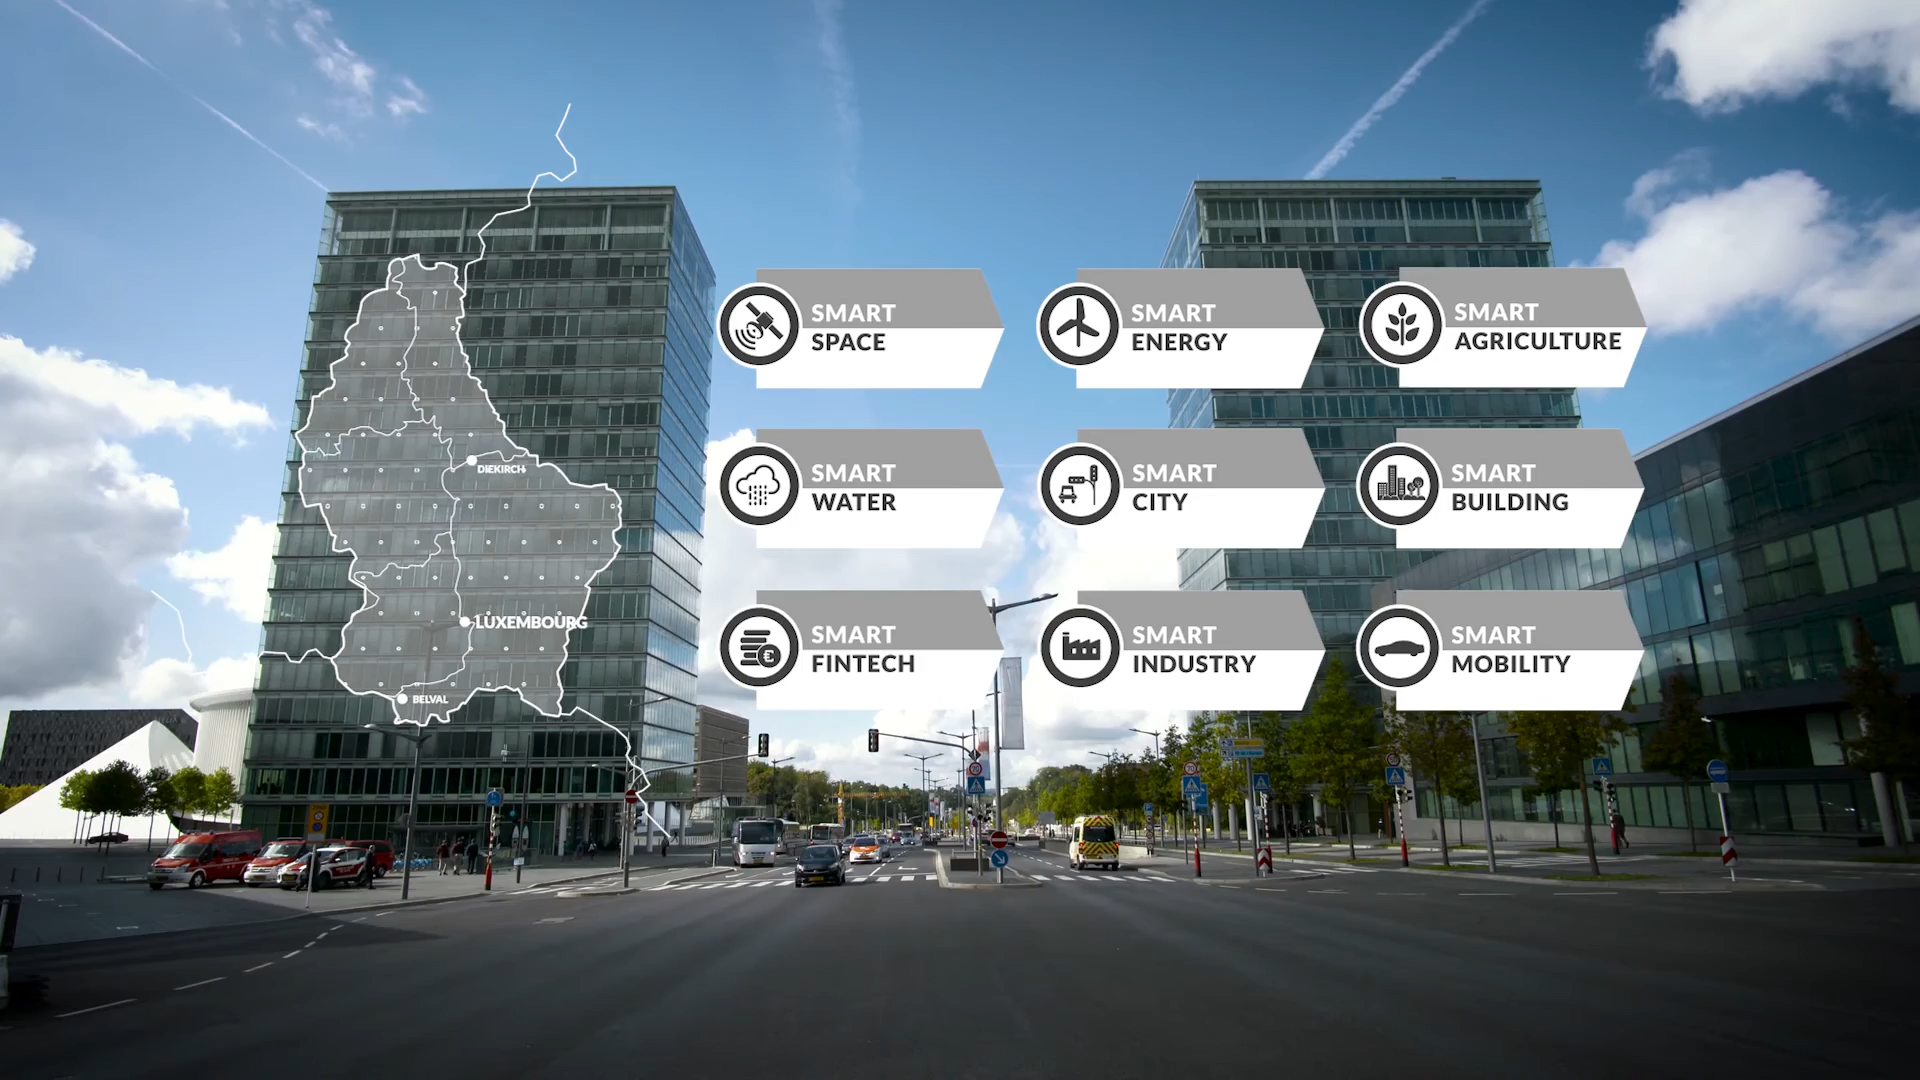 DIEKIRCH
LUXEMBOURG
BELVAL
SMART
SPACE
SMART
ENERGY
SMART
AGRICULTURE
SMART
WATER
SMART
CITY
SMART
BUILDING
SMART
FINTECH
SMART
INDUSTRY
SMART
MOBILITY